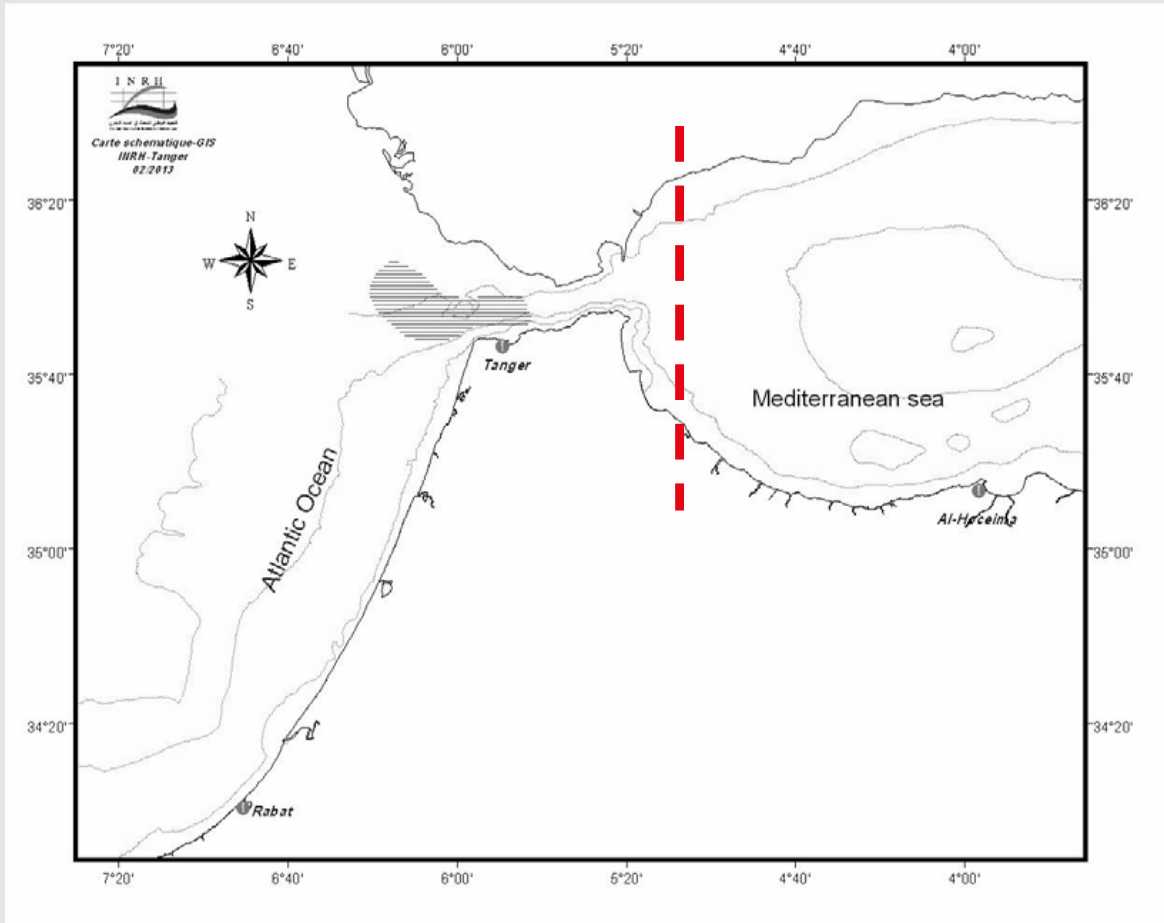 7°20' 6°40' 6°00' 5°20' 4°40' 4°00'
I N R H
Carte schematique-GIS
INRH-Tanger
02/2013
36°20' 36°20'
N
W E
S
Tanger
35°40' 35°40'
Mediterranean sea
Atlantic Ocean
Al-Hoceima
35°00' 35°00'
34°20' 34°20'
Rabat
7°20' 6°40' 6°00' 5°20' 4°40' 4°00'